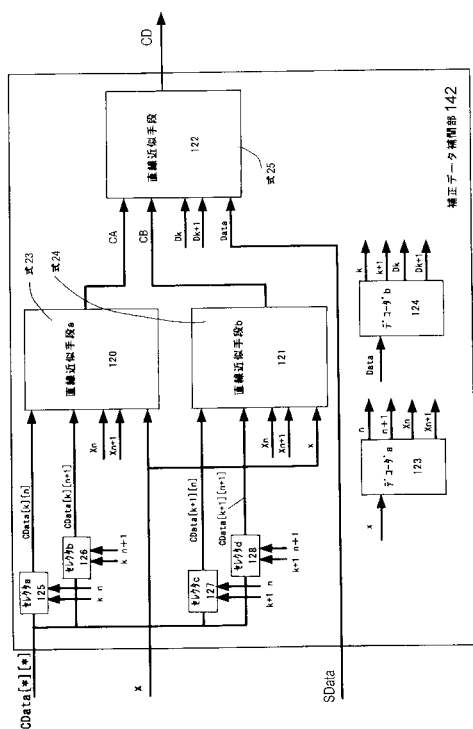 CData[*][*]
x
SData
セレクタa
125
k
n
セレクタb
126
k
n+1
セレクタc
127
k+1
n
セレクタd
128
k+1
n+1
CData[k][n]
CData[k][n+1]
CData[k+1][n]
CData[k+1][n+1]
Xn
Xn+1
Xn
Xn+1
x
式23
式24
直線近似手段a
120
直線近似手段b
121
CA
CB
Dk
Dk+1
Data
直線近似手段
122
式25
CD
x
デコーダa
123
n
n+1
Xn
Xn+1
Data
デコーダb
124
k
k+1
Dk
Dk+1
補正データ補間部 142